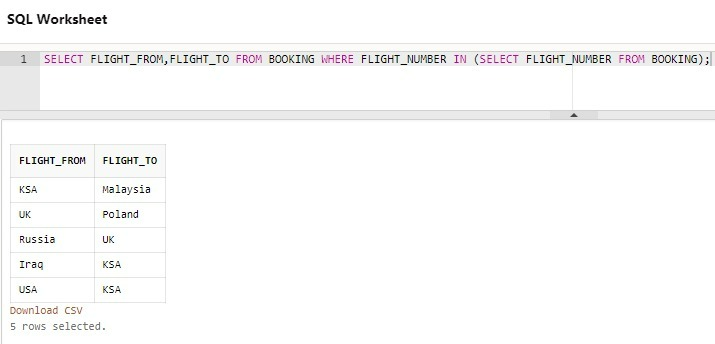 SQL Worksheet
1 SELECT FLIGHT_FROM,FLIGHT_TO FROM BOOKING WHERE FLIGHT_NUMBER IN (SELECT FLIGHT_NUMBER FROM BOOKING);
FLIGHT_FROM FLIGHT_TO
KSA Malaysia
UK Poland
Russia UK
Iraq KSA
USA KSA
Download CSV
5 rows selected.